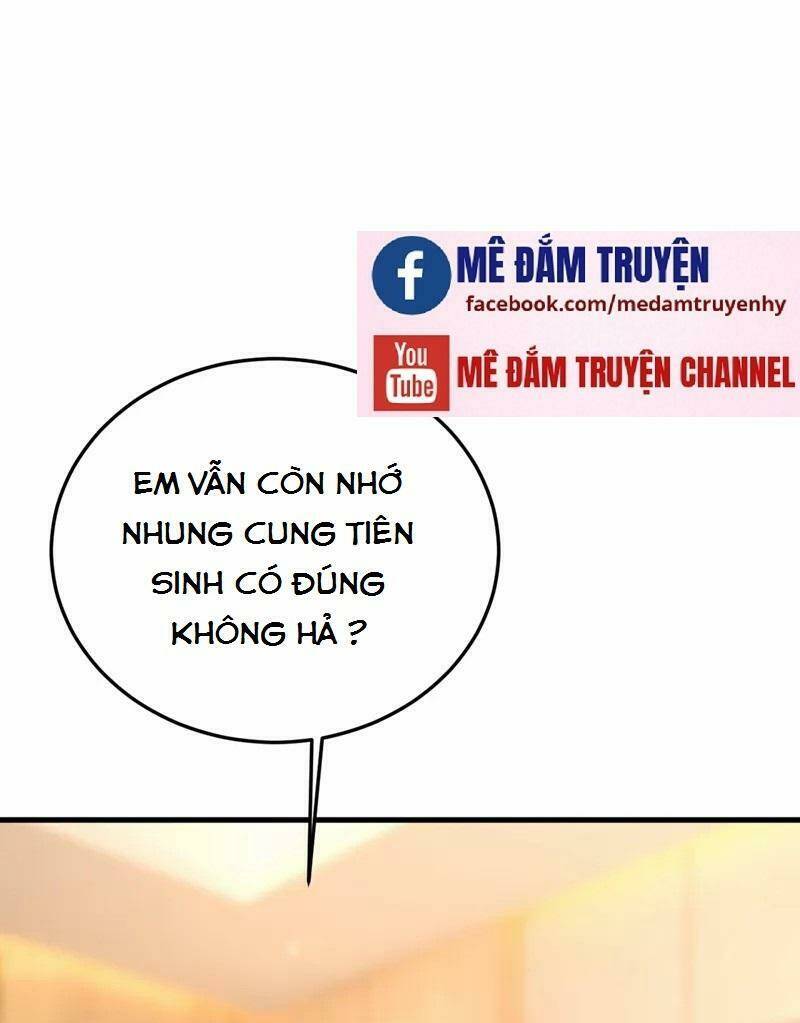 MÊ ĐẮM TRUYỆN
facebook.com/medamtruyenhy
You
Tube
MÊ ĐẮM TRUYỆN CHANNEL
EM VẪN CÒN NHỚ
NHUNG CUNG TIÊN
SINH CÓ ĐÚNG
KHÔNG HẢ ?